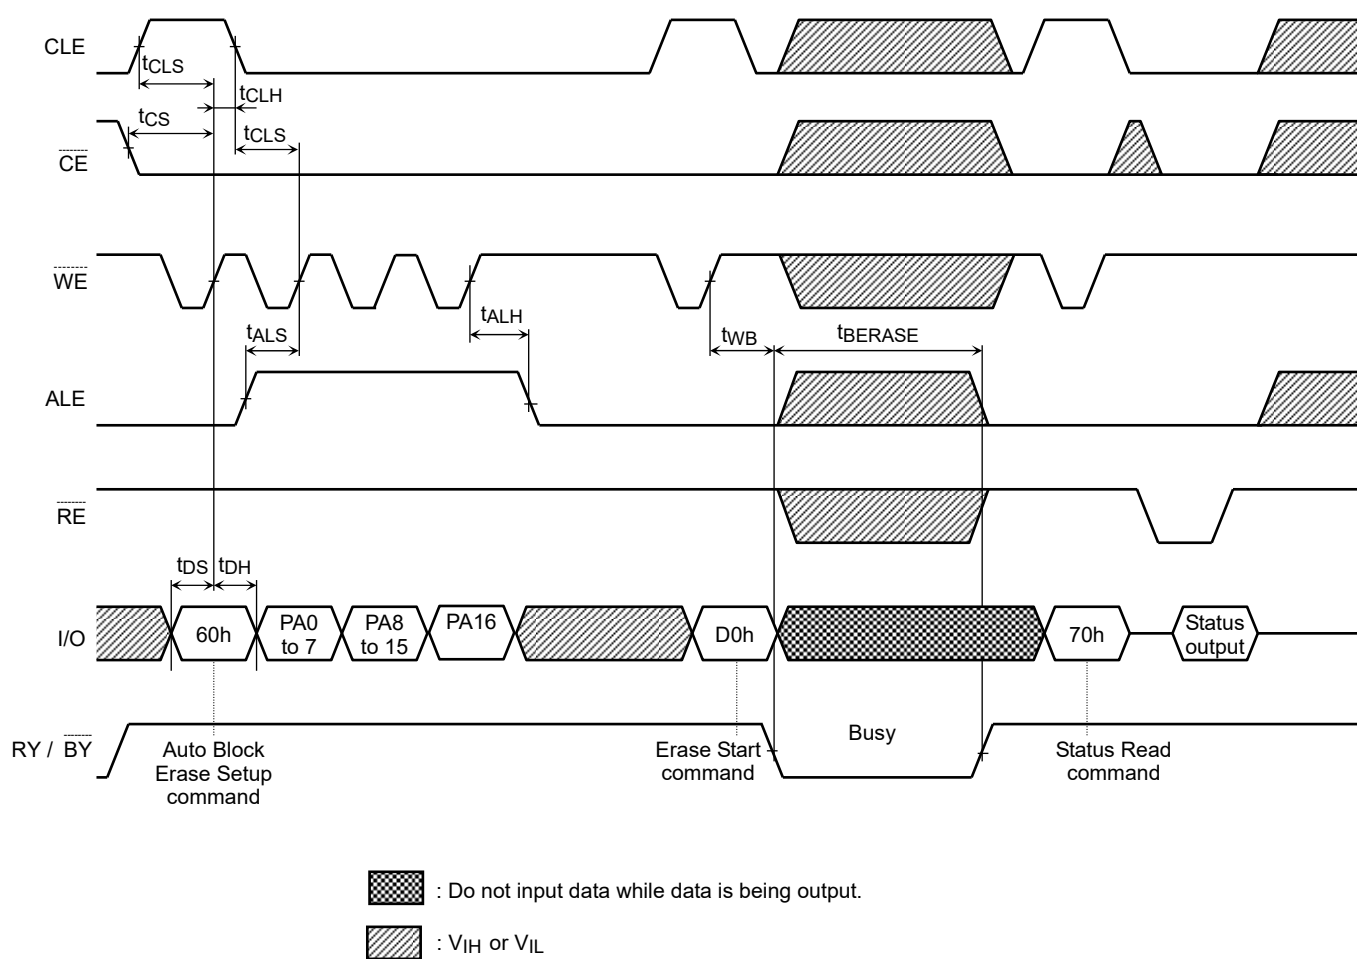 CLE
tCLS
tCLH
tCS
tCLS
CE
WE
tALS
tALH
tWB
tBERASE
ALE
RE
tDS
tDH
I/O
60h
PA0
to 7
PA8
to 15
PA16
D0h
70h
Status
output
RY / BY
Auto Block
Erase Setup
command
Erase Start
command
Busy
Status Read
command
: Do not input data while data is being output.
: VIH or VIL